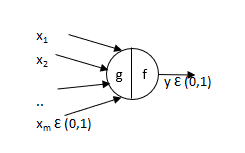 x₁
x₂
g f
y Ɛ (0,1)
..
xₘ Ɛ (0,1)